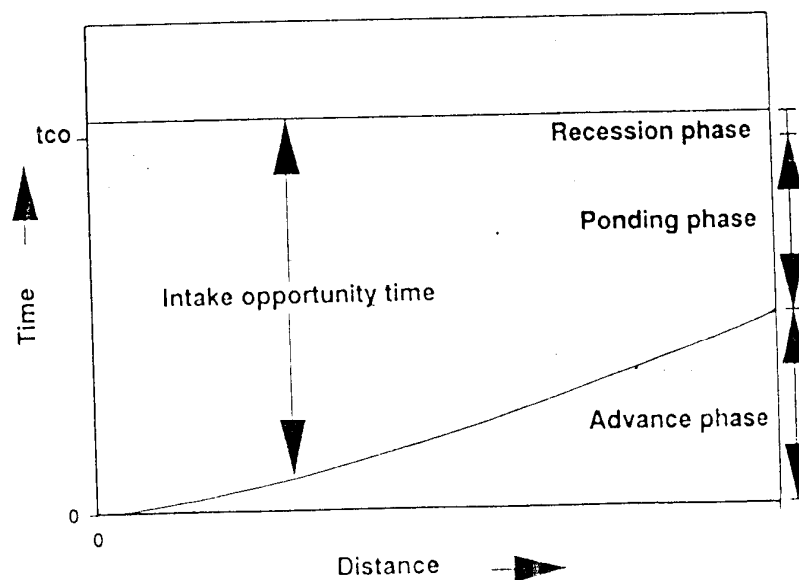 tco
Recession phase
Ponding phase
Intake opportunity time
Time
Advance phase
0
0
Distance